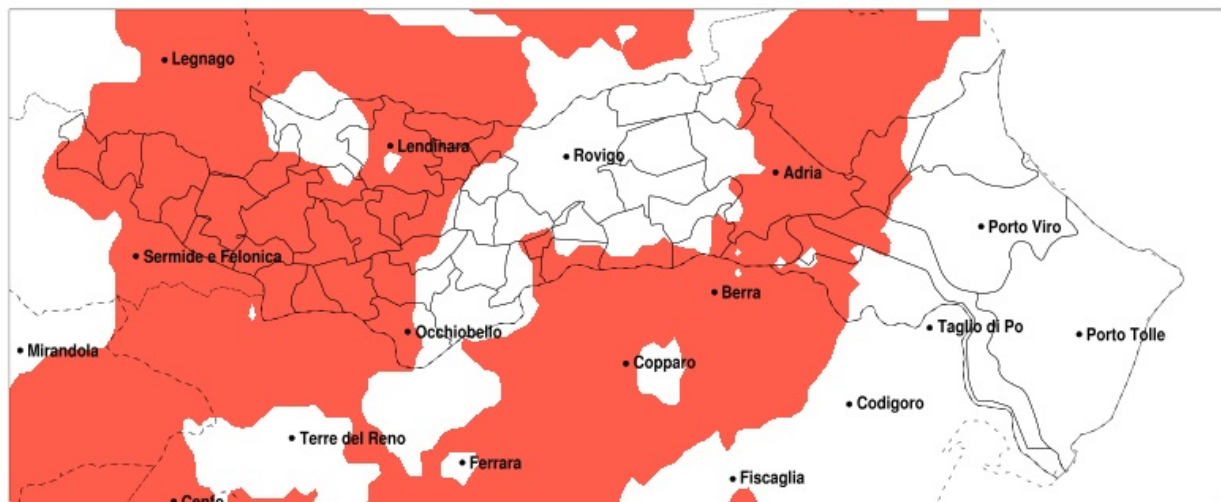 Legnago
Lendinara
Rovigo
Adria
Porto Viro
Sermide e Felonica
Berra
Occhiobello
Taglio di Po
Porto Tolle
Mirandola
Copparo
Codigoro
Terre del Reno
Ferrara
Fiscaglia
Cento